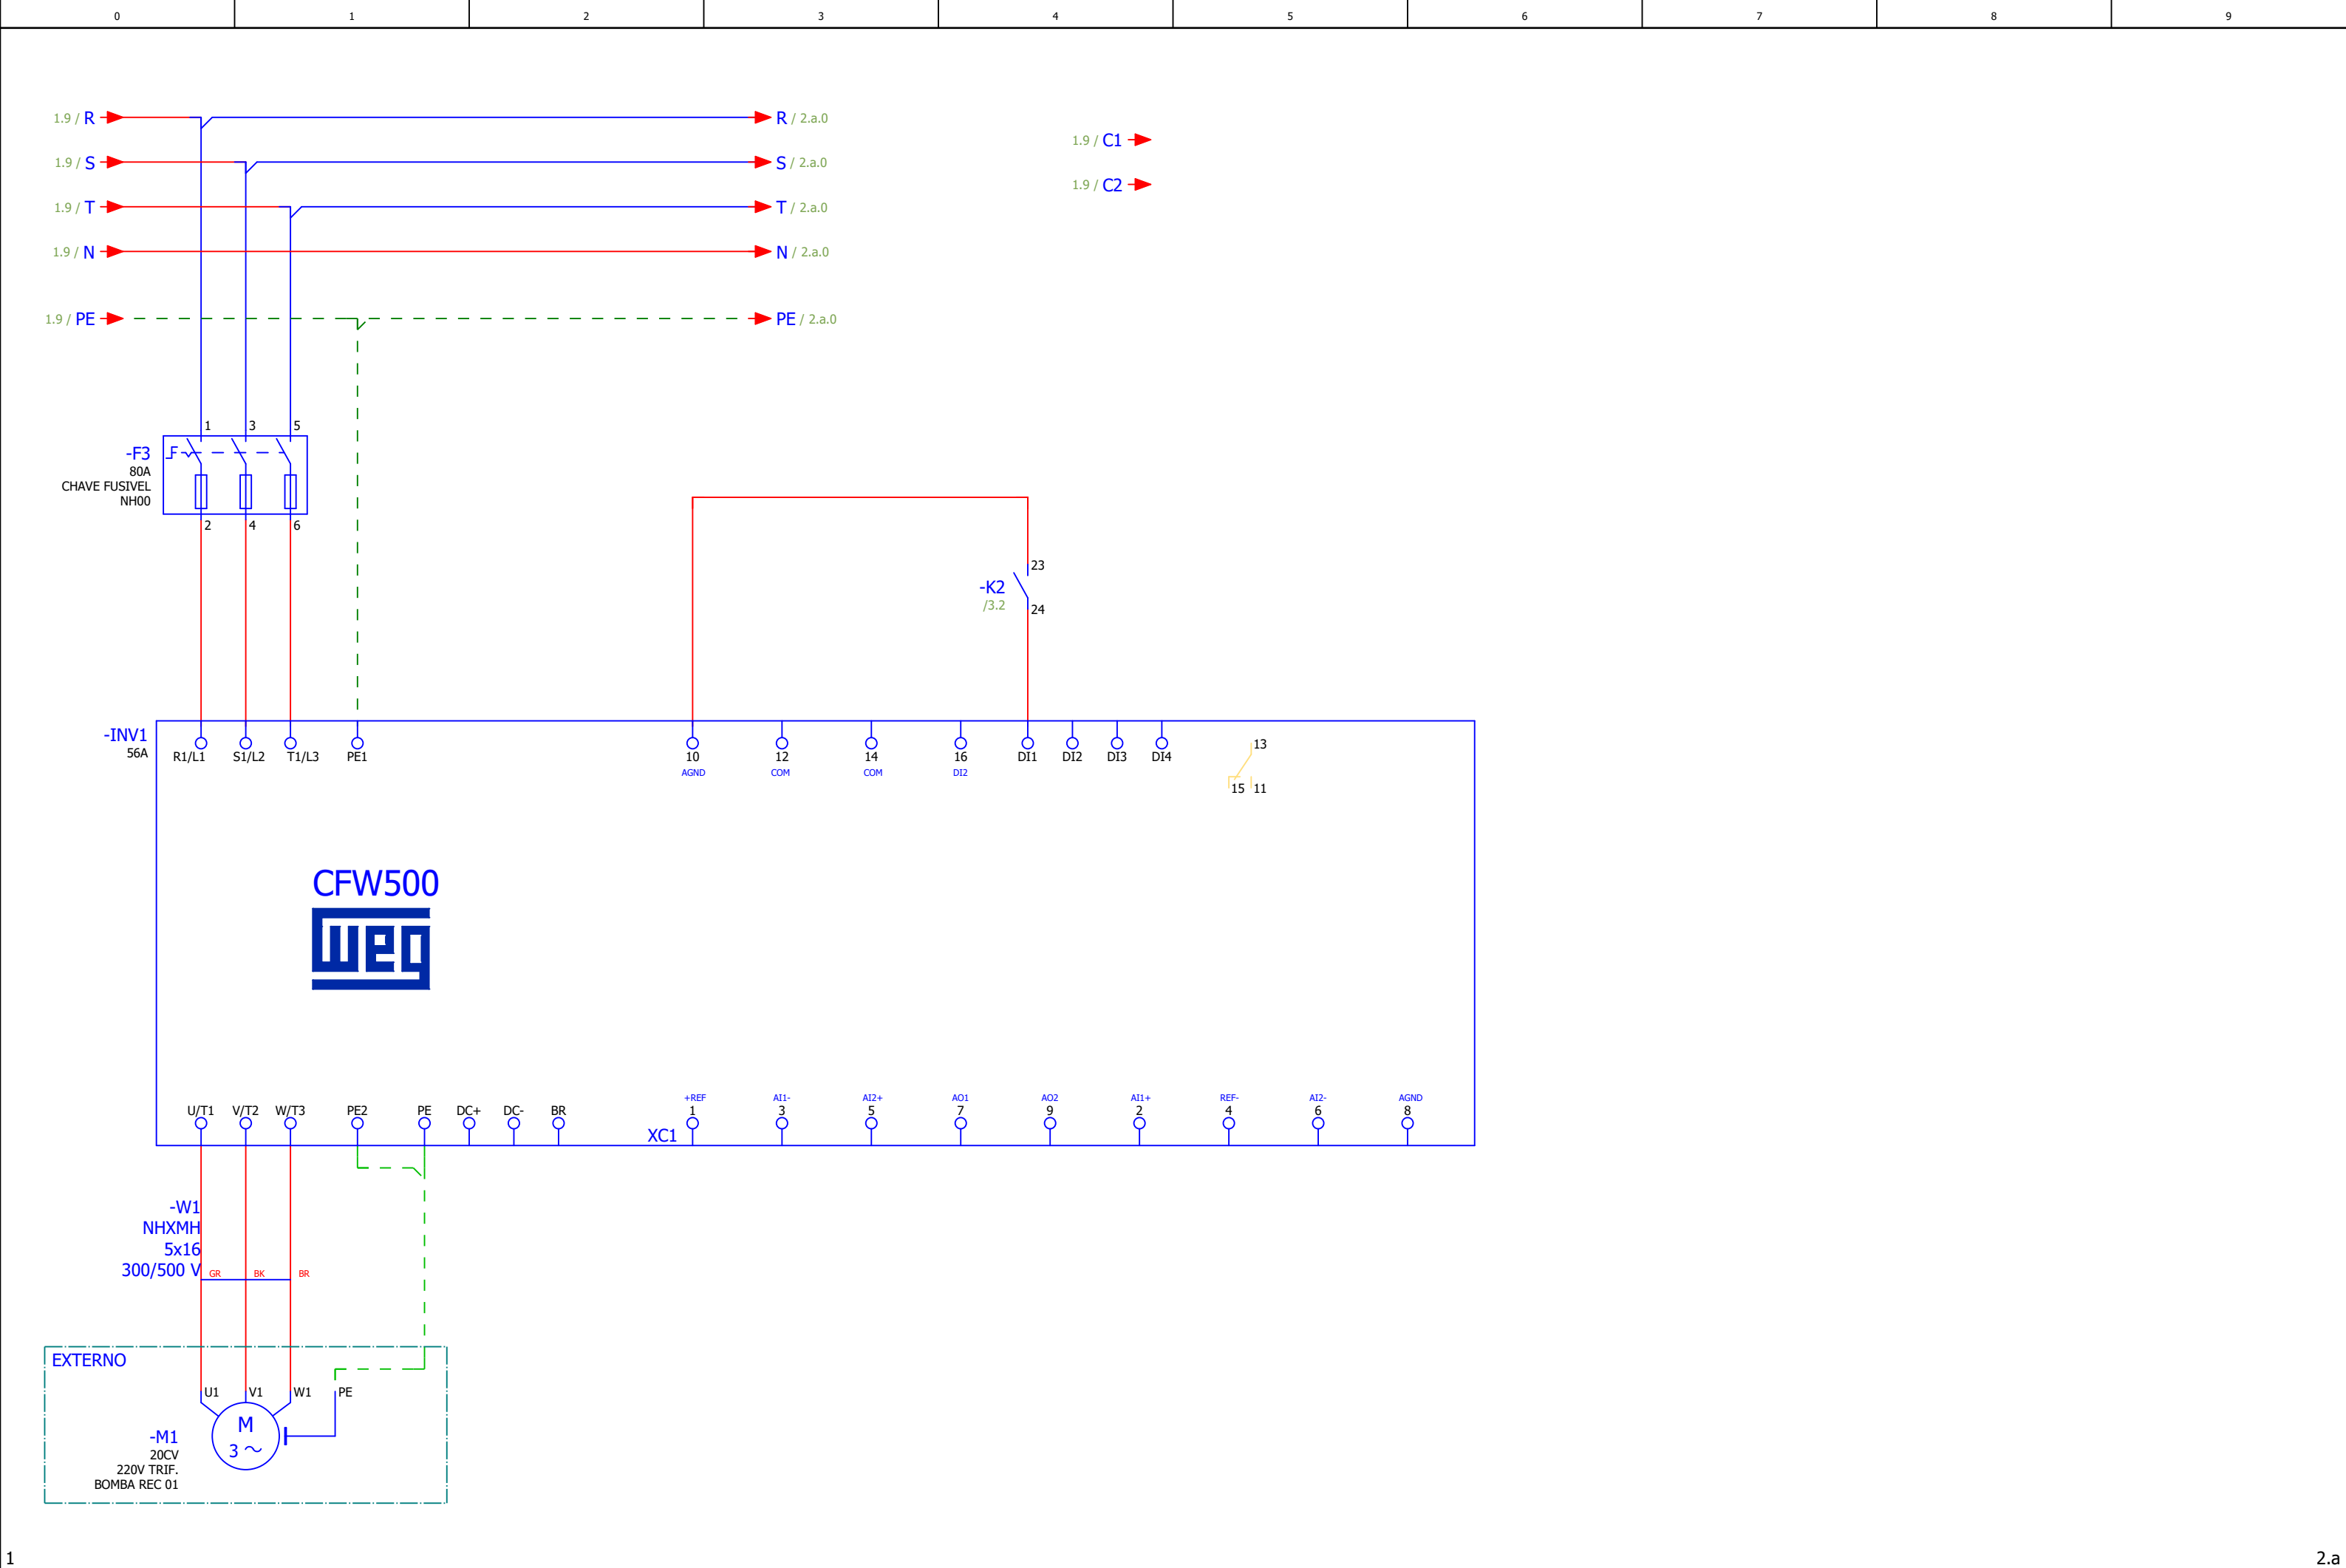 0 1 2 3 4 5 6 7 8 9
1.9 / R R / 2.a.0
1.9 / C1
1.9 / S S / 2.a.0
1.9 / C2
1.9 / T T / 2.a.0
1.9 / N N / 2.a.0
1.9 / PE PE / 2.a.0
1 3 5
-F3
80A
CHAVE FUSIVEL
NH00
2 4 6
23
-K2
/3.2
24
-INV1
56A
R1/L1 S1/L2 T1/L3 PE1 10 12 14 16 DI1 DI2 DI3 DI4
AGND COM COM DI2
13
15 11
CFW500
weg
U/T1 V/T2 W/T3 PE2 PE DC+ DC- BR
+REF AI1- AI2+ AO1 AO2 AI1+ REF- AI2- AGND
1 3 5 7 9 2 4 6 8
XC1
-W1
NHXMH
5x16
300/500 V
GR BK BR
EXTERNO
U1 V1 W1 PE
M
3 ~
-M1
20CV
220V TRIF.
BOMBA REC 01
1
2.a